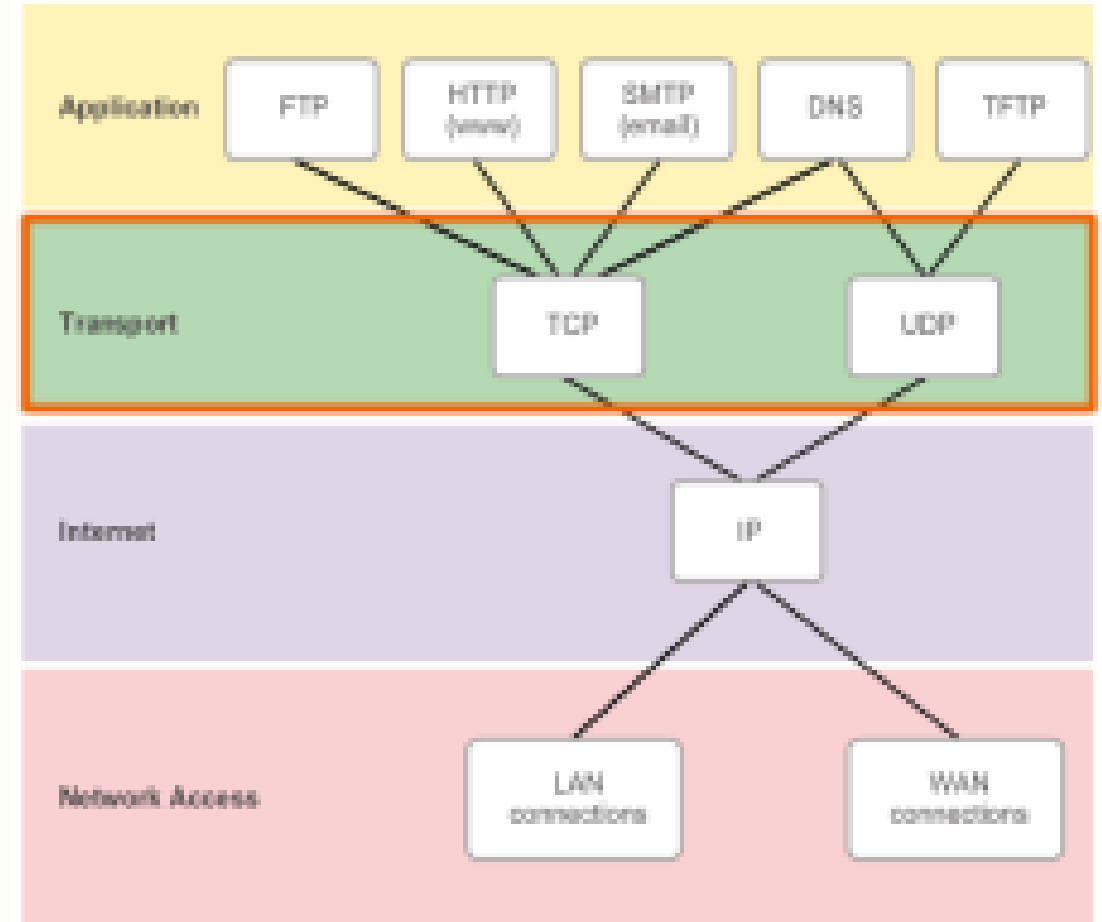 Application
FTP
HTTP
(www)
SMTP
(email)
DNS
TFTP
Transport
TCP
UDP
Internet
IP
Network Access
LAN
connections
WAN
connections